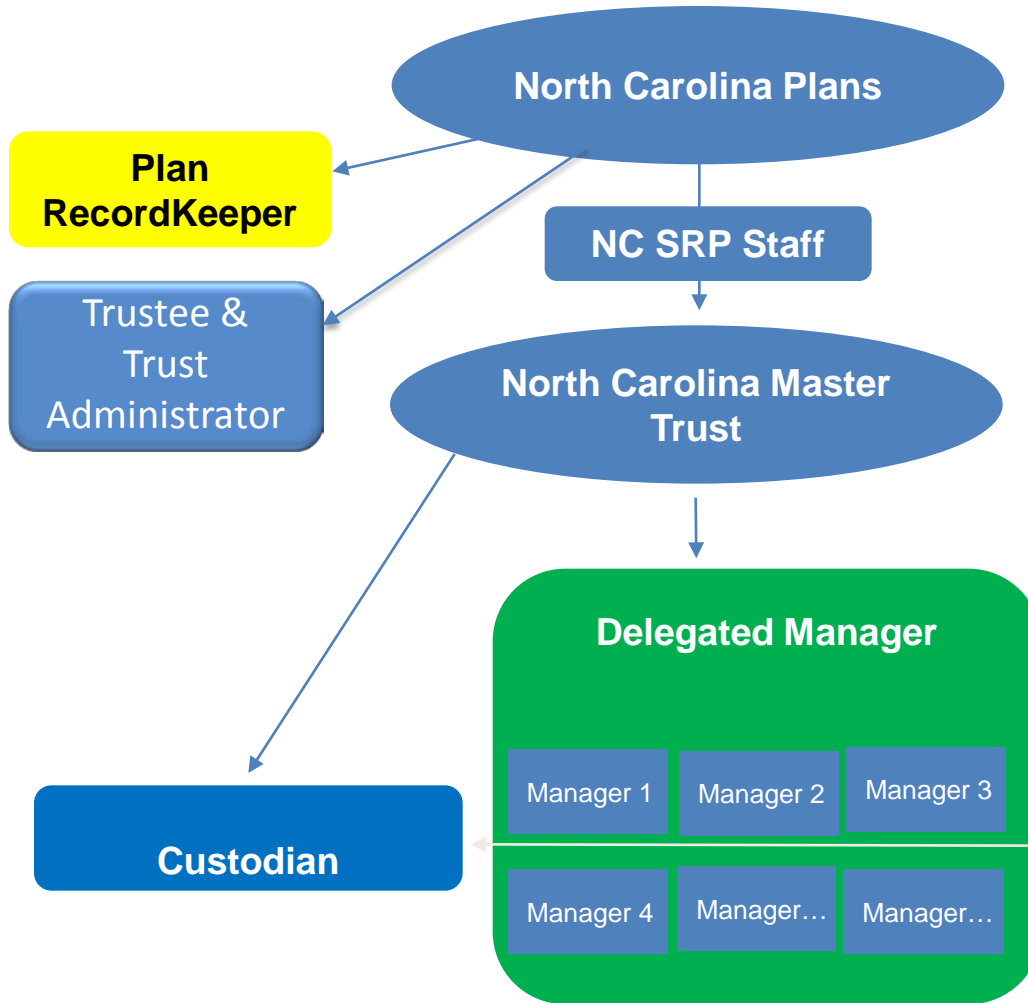 North Carolina Plans
Plan
RecordKeeper
NC SRP Staff
Trustee &
Trust
Administrator
North Carolina Master
Trust
Delegated Manager
Manager 1
Manager 2
Manager 3
Custodian
Manager 4
Manager…
Manager…